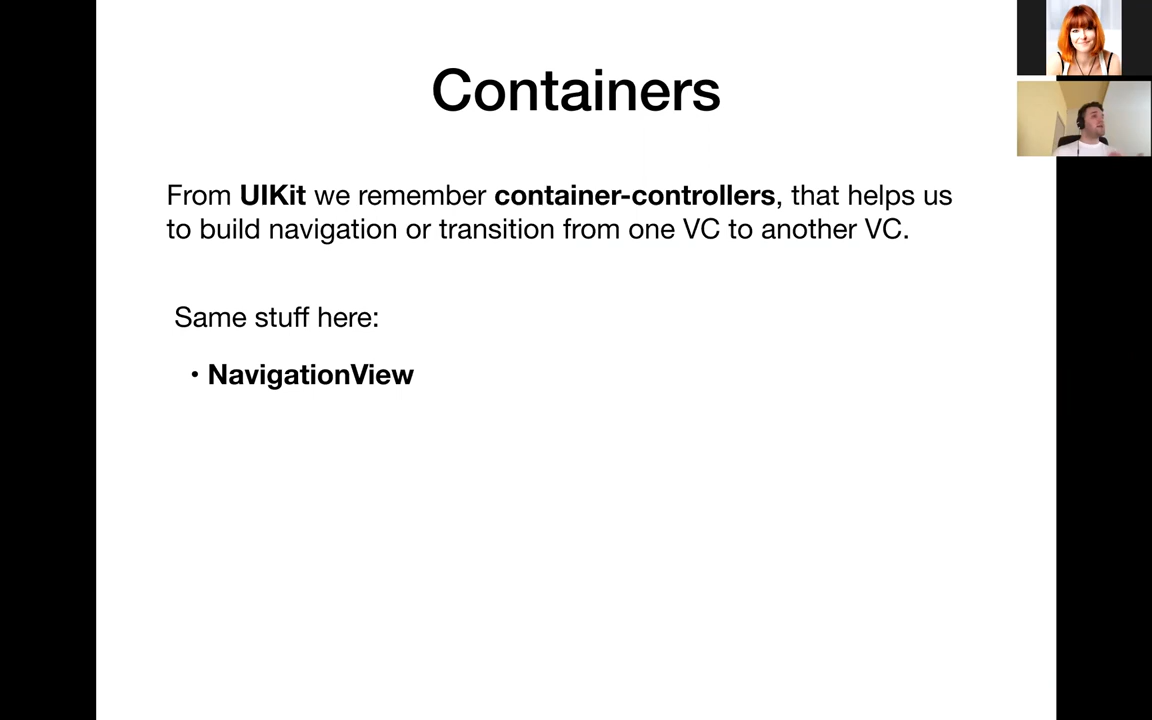 Containers
From UIKit we remember container-controllers, that helps us
to build navigation or transition from one VC to another VC.
Same stuff here:
• NavigationView